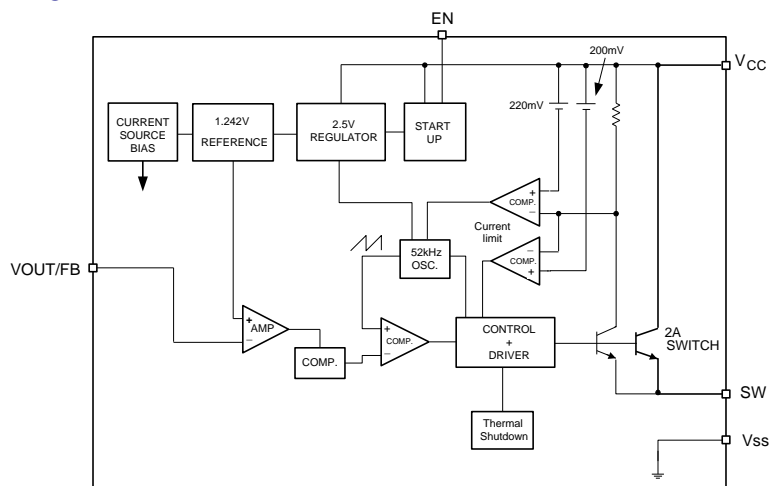 EN
200mV
VCC
220mV
CURRENT
SOURCE
BIAS
1.242V
REFERENCE
2.5V
REGULATOR
START
UP
+
COMP.
−
Current
limit
−
COMP.
+
52kHz
OSC.
VOUT/FB
+
AMP
−
COMP.
+
COMP.
−
CONTROL
+
DRIVER
2A
SWITCH
SW
Thermal
Shutdown
Vss